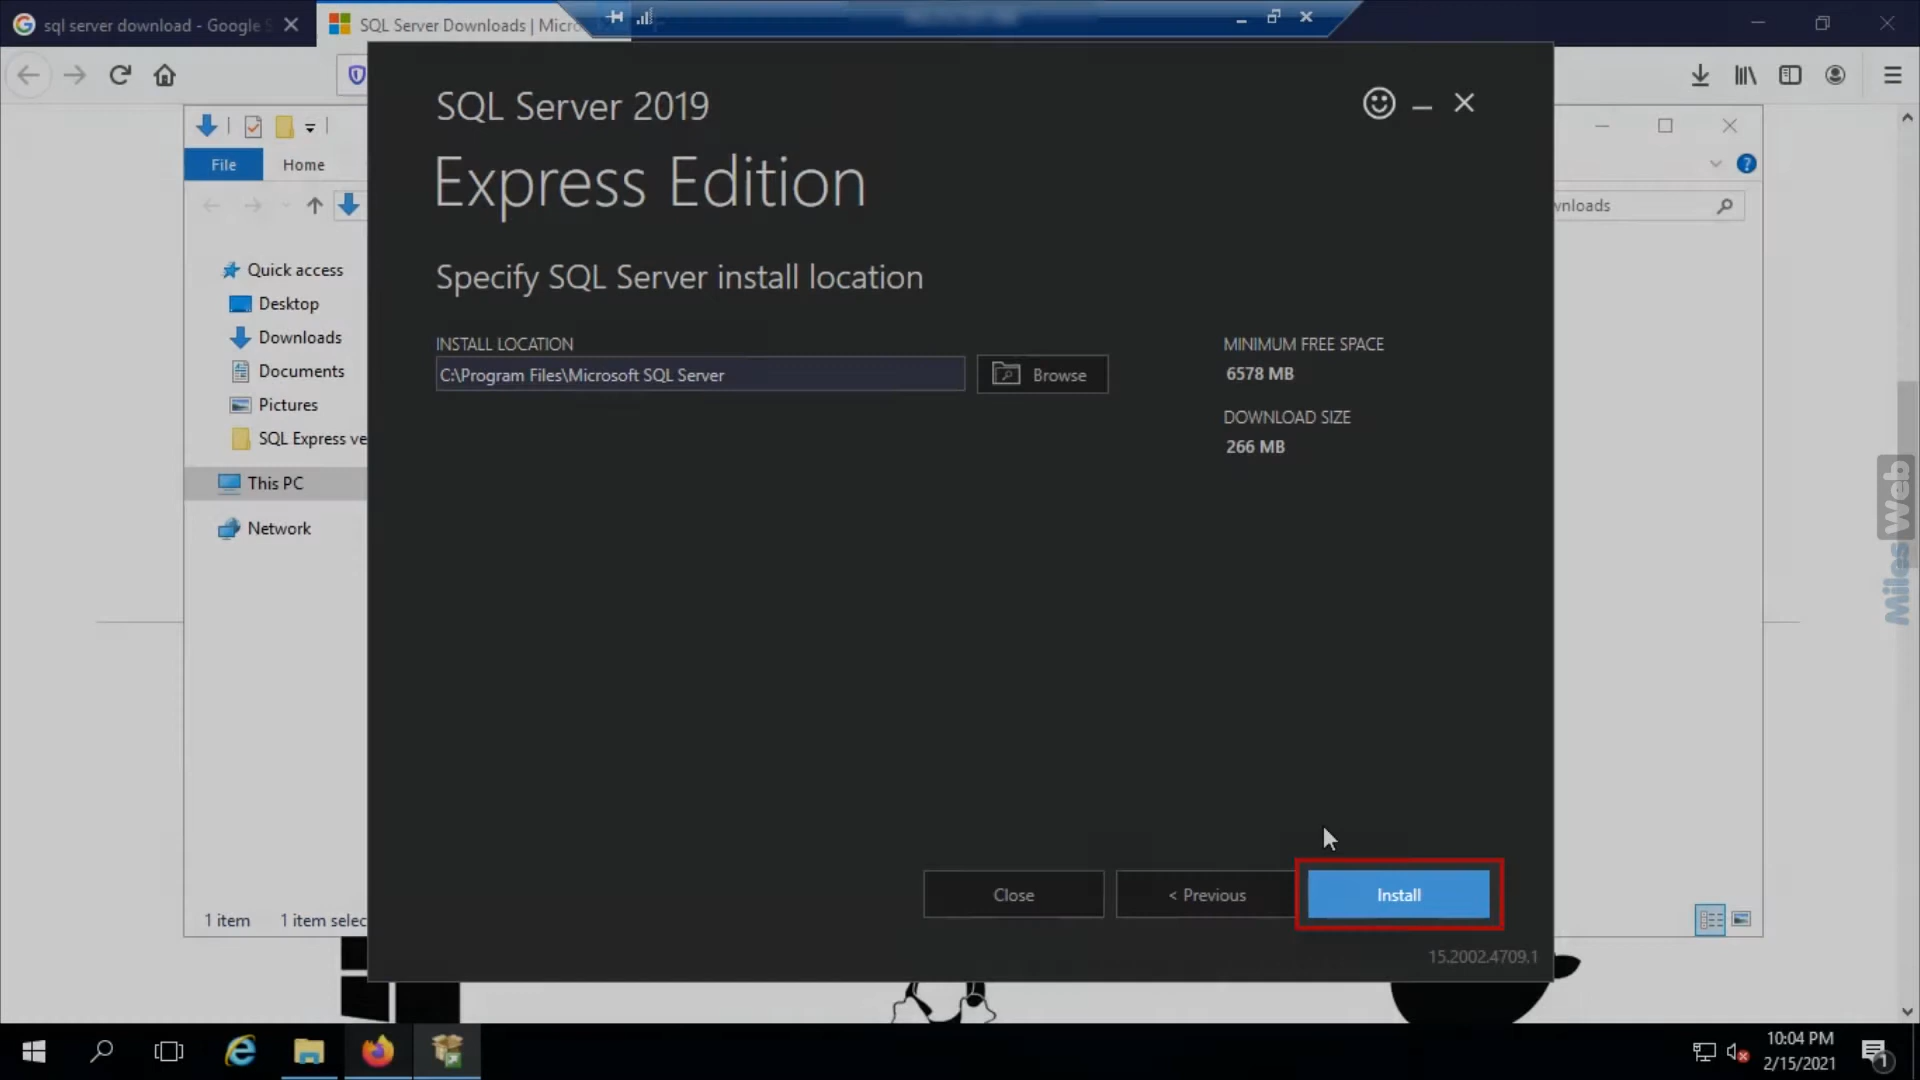 sql server download - Google S
SQL Server Downloads | Micro
SQL Server 2019
Express Edition
File
Home
wnloads
Specify SQL Server install location
Quick access
Desktop
Downloads
Documents
Pictures
SQL Express ve
This PC
Network
INSTALL LOCATION
C:\Program Files\Microsoft SQL Server
Browse
MINIMUM FREE SPACE
6578 MB
DOWNLOAD SIZE
266 MB
MilesWeb
Close
< Previous
Install
1 item
1 item selec
15.2002.4709.1
10:04 PM
2/15/2021
1